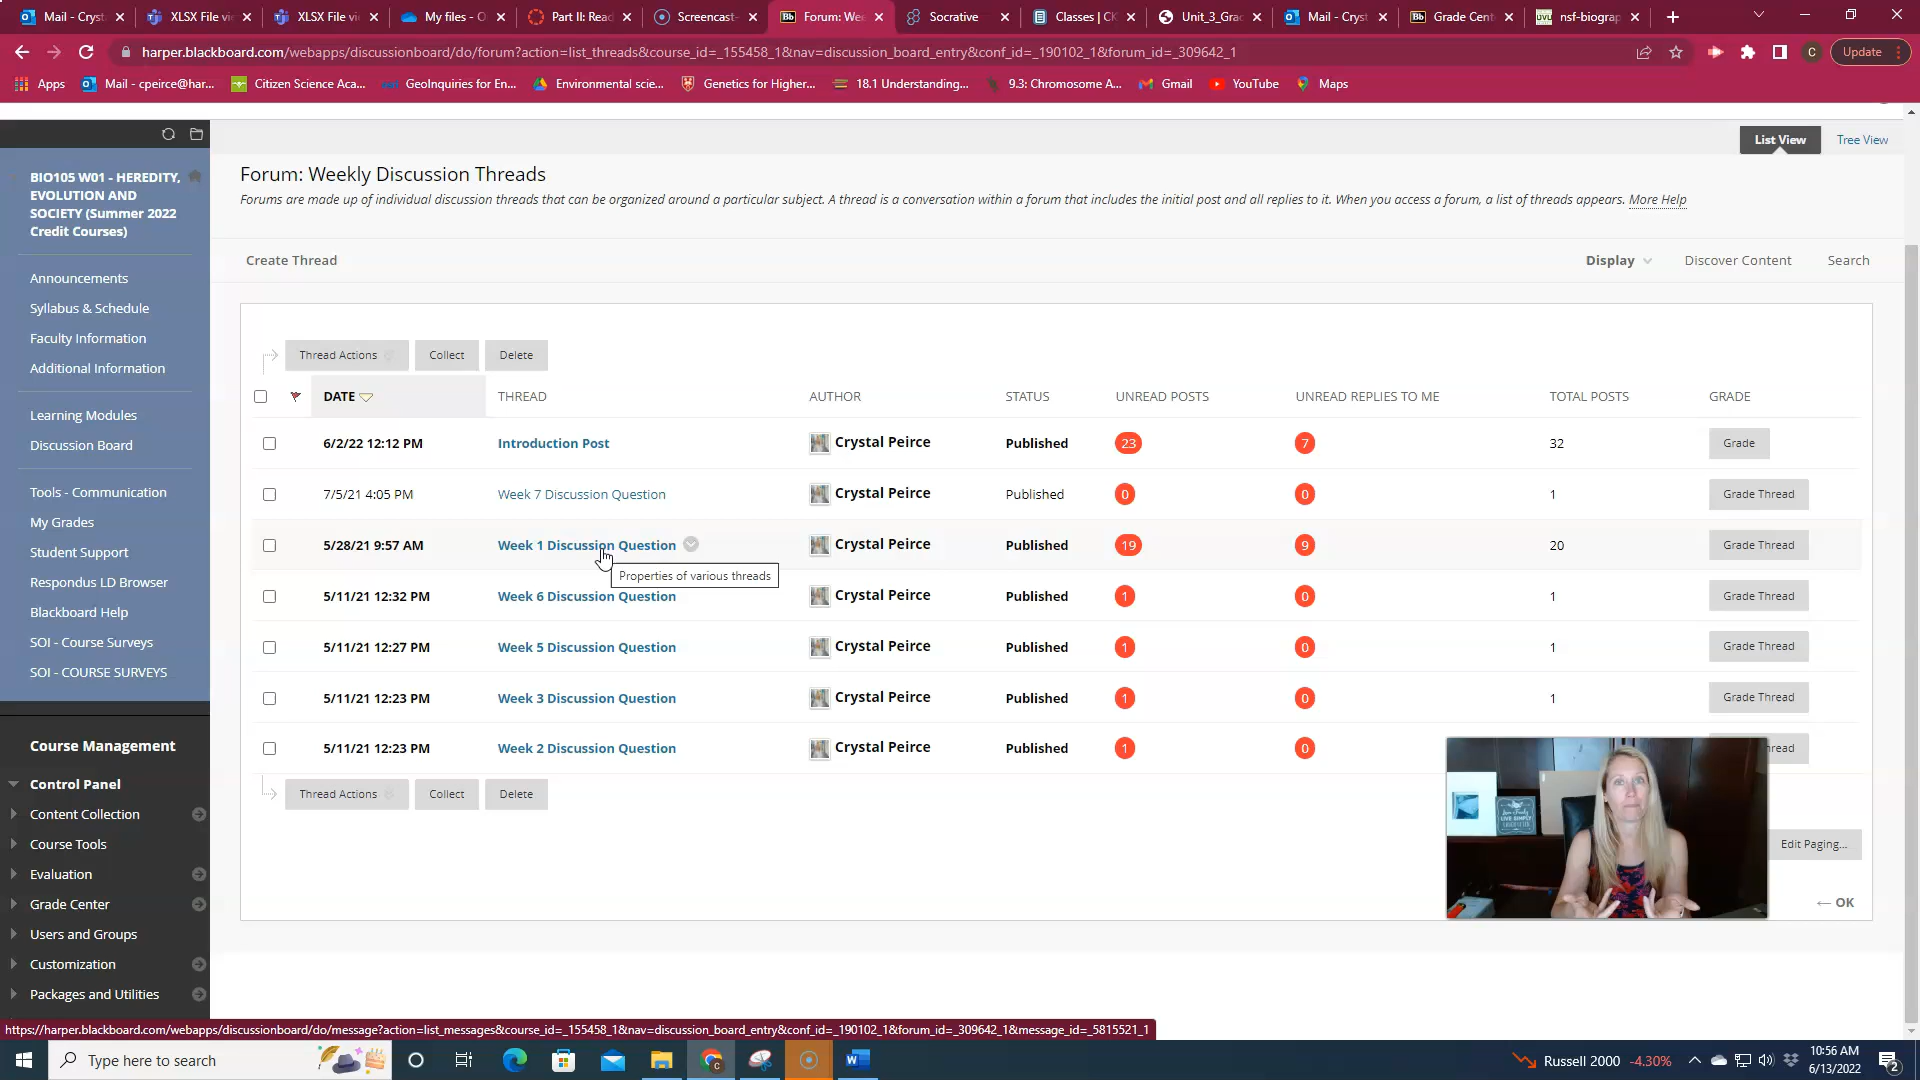 Mail - Cryst
XLSX File vi
XLSX File vi
My files - O
Part II: Rea
Screencast-
Forum: Wee
Socrative
Classes | CK
Unit_3_Grad
Mail - Cryst
Grade Cent
nsf-biograp
harper.blackboard.com/webapps/discussionboard/do/forum?action=list_threads&course_id=_155458_1&nav=discussion_board_entry&conf_id=_190102_1&forum_id=_309642_1
C
Update
Apps
Mail - cpeirce@har...
Citizen Science Aca...
GeoInquiries for En...
Environmental scie...
Genetics for Higher...
18.1 Understanding...
9.3: Chromosome A...
Gmail
YouTube
Maps
List View
Tree View
BIO105 W01 - HEREDITY,
EVOLUTION AND
SOCIETY (Summer 2022
Credit Courses)
Announcements
Syllabus & Schedule
Faculty Information
Additional Information
Learning Modules
Discussion Board
Tools - Communication
My Grades
Student Support
Respondus LD Browser
Blackboard Help
SOI - Course Surveys
SOI - COURSE SURVEYS
Course Management
Control Panel
Content Collection
Course Tools
Evaluation
Grade Center
Users and Groups
Customization
Packages and Utilities
Forum: Weekly Discussion Threads
Forums are made up of individual discussion threads that can be organized around a particular subject. A thread is a conversation within a forum that includes the initial post and all replies to it. When you access a forum, a list of threads appears. More Help
Create Thread
Display
Discover Content
Search
Thread Actions
Collect
Delete
DATE THREAD AUTHOR STATUS UNREAD POSTS UNREAD REPLIES TO ME TOTAL POSTS GRADE
6/2/22 12:12 PM Introduction Post Crystal Peirce Published 23 7 32 Grade
7/5/21 4:05 PM Week 7 Discussion Question Crystal Peirce Published 0 0 1 Grade Thread
5/28/21 9:57 AM Week 1 Discussion Question Crystal Peirce Published 19 9 20 Grade Thread
Properties of various threads
5/11/21 12:32 PM Week 6 Discussion Question Crystal Peirce Published 1 0 1 Grade Thread
5/11/21 12:27 PM Week 5 Discussion Question Crystal Peirce Published 1 0 1 Grade Thread
5/11/21 12:23 PM Week 3 Discussion Question Crystal Peirce Published 1 0 1 Grade Thread
5/11/21 12:23 PM Week 2 Discussion Question Crystal Peirce Published 1 0 read
Thread Actions
Collect
Delete
Edit Paging...
OK
https://harper.blackboard.com/webapps/discussionboard/do/message?action=list_messages&course_id=_155458_1&nav=discussion_board_entry&conf_id=_190102_1&forum_id=_309642_1&message_id=_5815521_1
Type here to search
Russell 2000 -4.30%
10:56 AM
6/13/2022
2